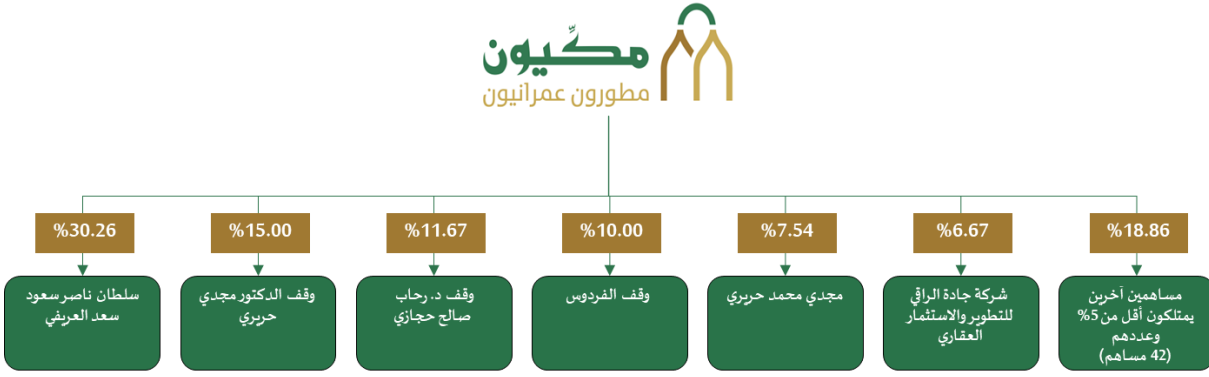 مكِّيون
مطورون عمرانيون
%18.86
%6.67
%7.54
%10.00
%11.67
%15.00
%30.26
مساهمين آخرين
يمتلكون أقل من 5%
وعددهم
(42 مساهم)
شركة جادة الراقي
للتطوير والاستثمار
العقاري
مجدي محمد حريري
وقف الفردوس
وقف د. رحاب
صالح حجازي
وقف الدكتور مجدي
حريري
سلطان ناصر سعود
سعد العريفي